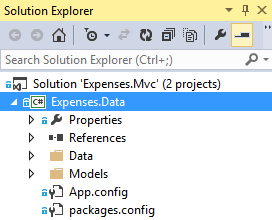 Solution Explorer
Search Solution Explorer (Ctrl+;)
Solution 'Expenses.Mvc' (2 projects)
C# Expenses.Data
Properties
References
Data
Models
App.config
packages.config